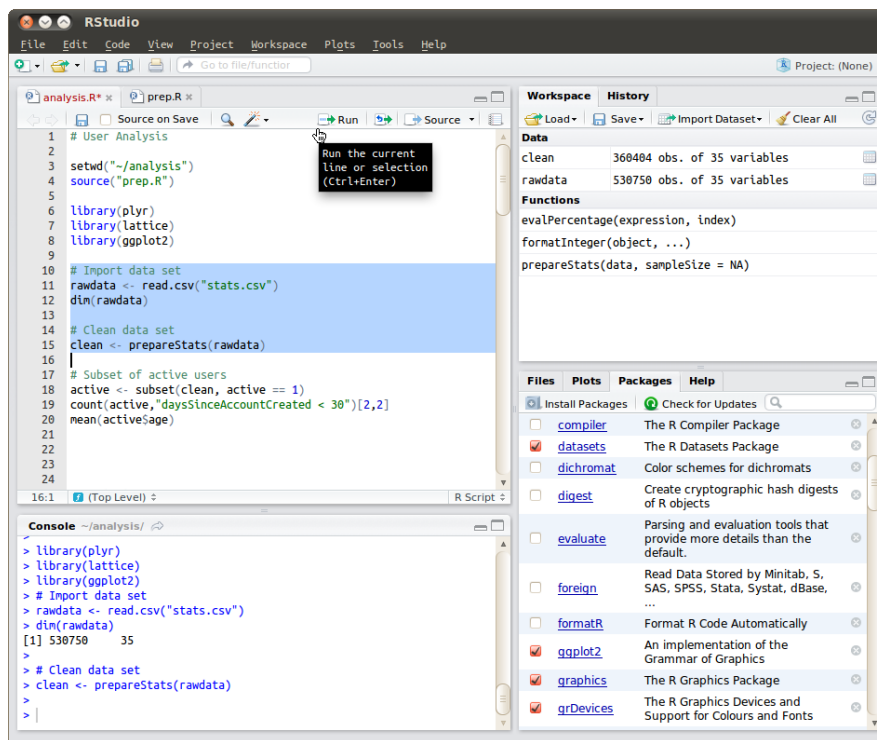 RStudio
File Edit Code View Project Workspace Plots Tools Help
Go to file/function
Project: (None)
analysis.R* prep.R
Source on Save Run Source
1 # User Analysis
2
3 setwd("~/analysis")
4 source("prep.R")
5
6 library(plyr)
7 library(lattice)
8 library(ggplot2)
9
10 # Import data set
11 rawdata <- read.csv("stats.csv")
12 dim(rawdata)
13
14 # Clean data set
15 clean <- prepareStats(rawdata)
16
17 # Subset of active users
18 active <- subset(clean, active == 1)
19 count(active,"daysSinceAccountCreated < 30")[2,2]
20 mean(active$age)
21
22
23
24
Run the current
line or selection
(Ctrl+Enter)
16:1 (Top Level) R Script
Console ~/analysis/
>
> library(plyr)
> library(lattice)
> library(ggplot2)
> # Import data set
> rawdata <- read.csv("stats.csv")
> dim(rawdata)
[1] 530750 35
>
> # Clean data set
> clean <- prepareStats(rawdata)
>
>
Workspace History
Load Save Import Dataset Clear All
Data
clean 360404 obs. of 35 variables
rawdata 530750 obs. of 35 variables
Functions
evalPercentage(expression, index)
formatInteger(object, ...)
prepareStats(data, sampleSize = NA)
Files Plots Packages Help
Install Packages Check for Updates
compiler The R Compiler Package
datasets The R Datasets Package
dichromat Color schemes for dichromats
digest Create cryptographic hash digests
of R objects
evaluate Parsing and evaluation tools that
provide more details than the
default.
foreign Read Data Stored by Minitab, S,
SAS, SPSS, Stata, Systat, dBase,
...
formatR Format R Code Automatically
ggplot2 An implementation of the
Grammar of Graphics
graphics The R Graphics Package
grDevices The R Graphics Devices and
Support for Colours and Fonts